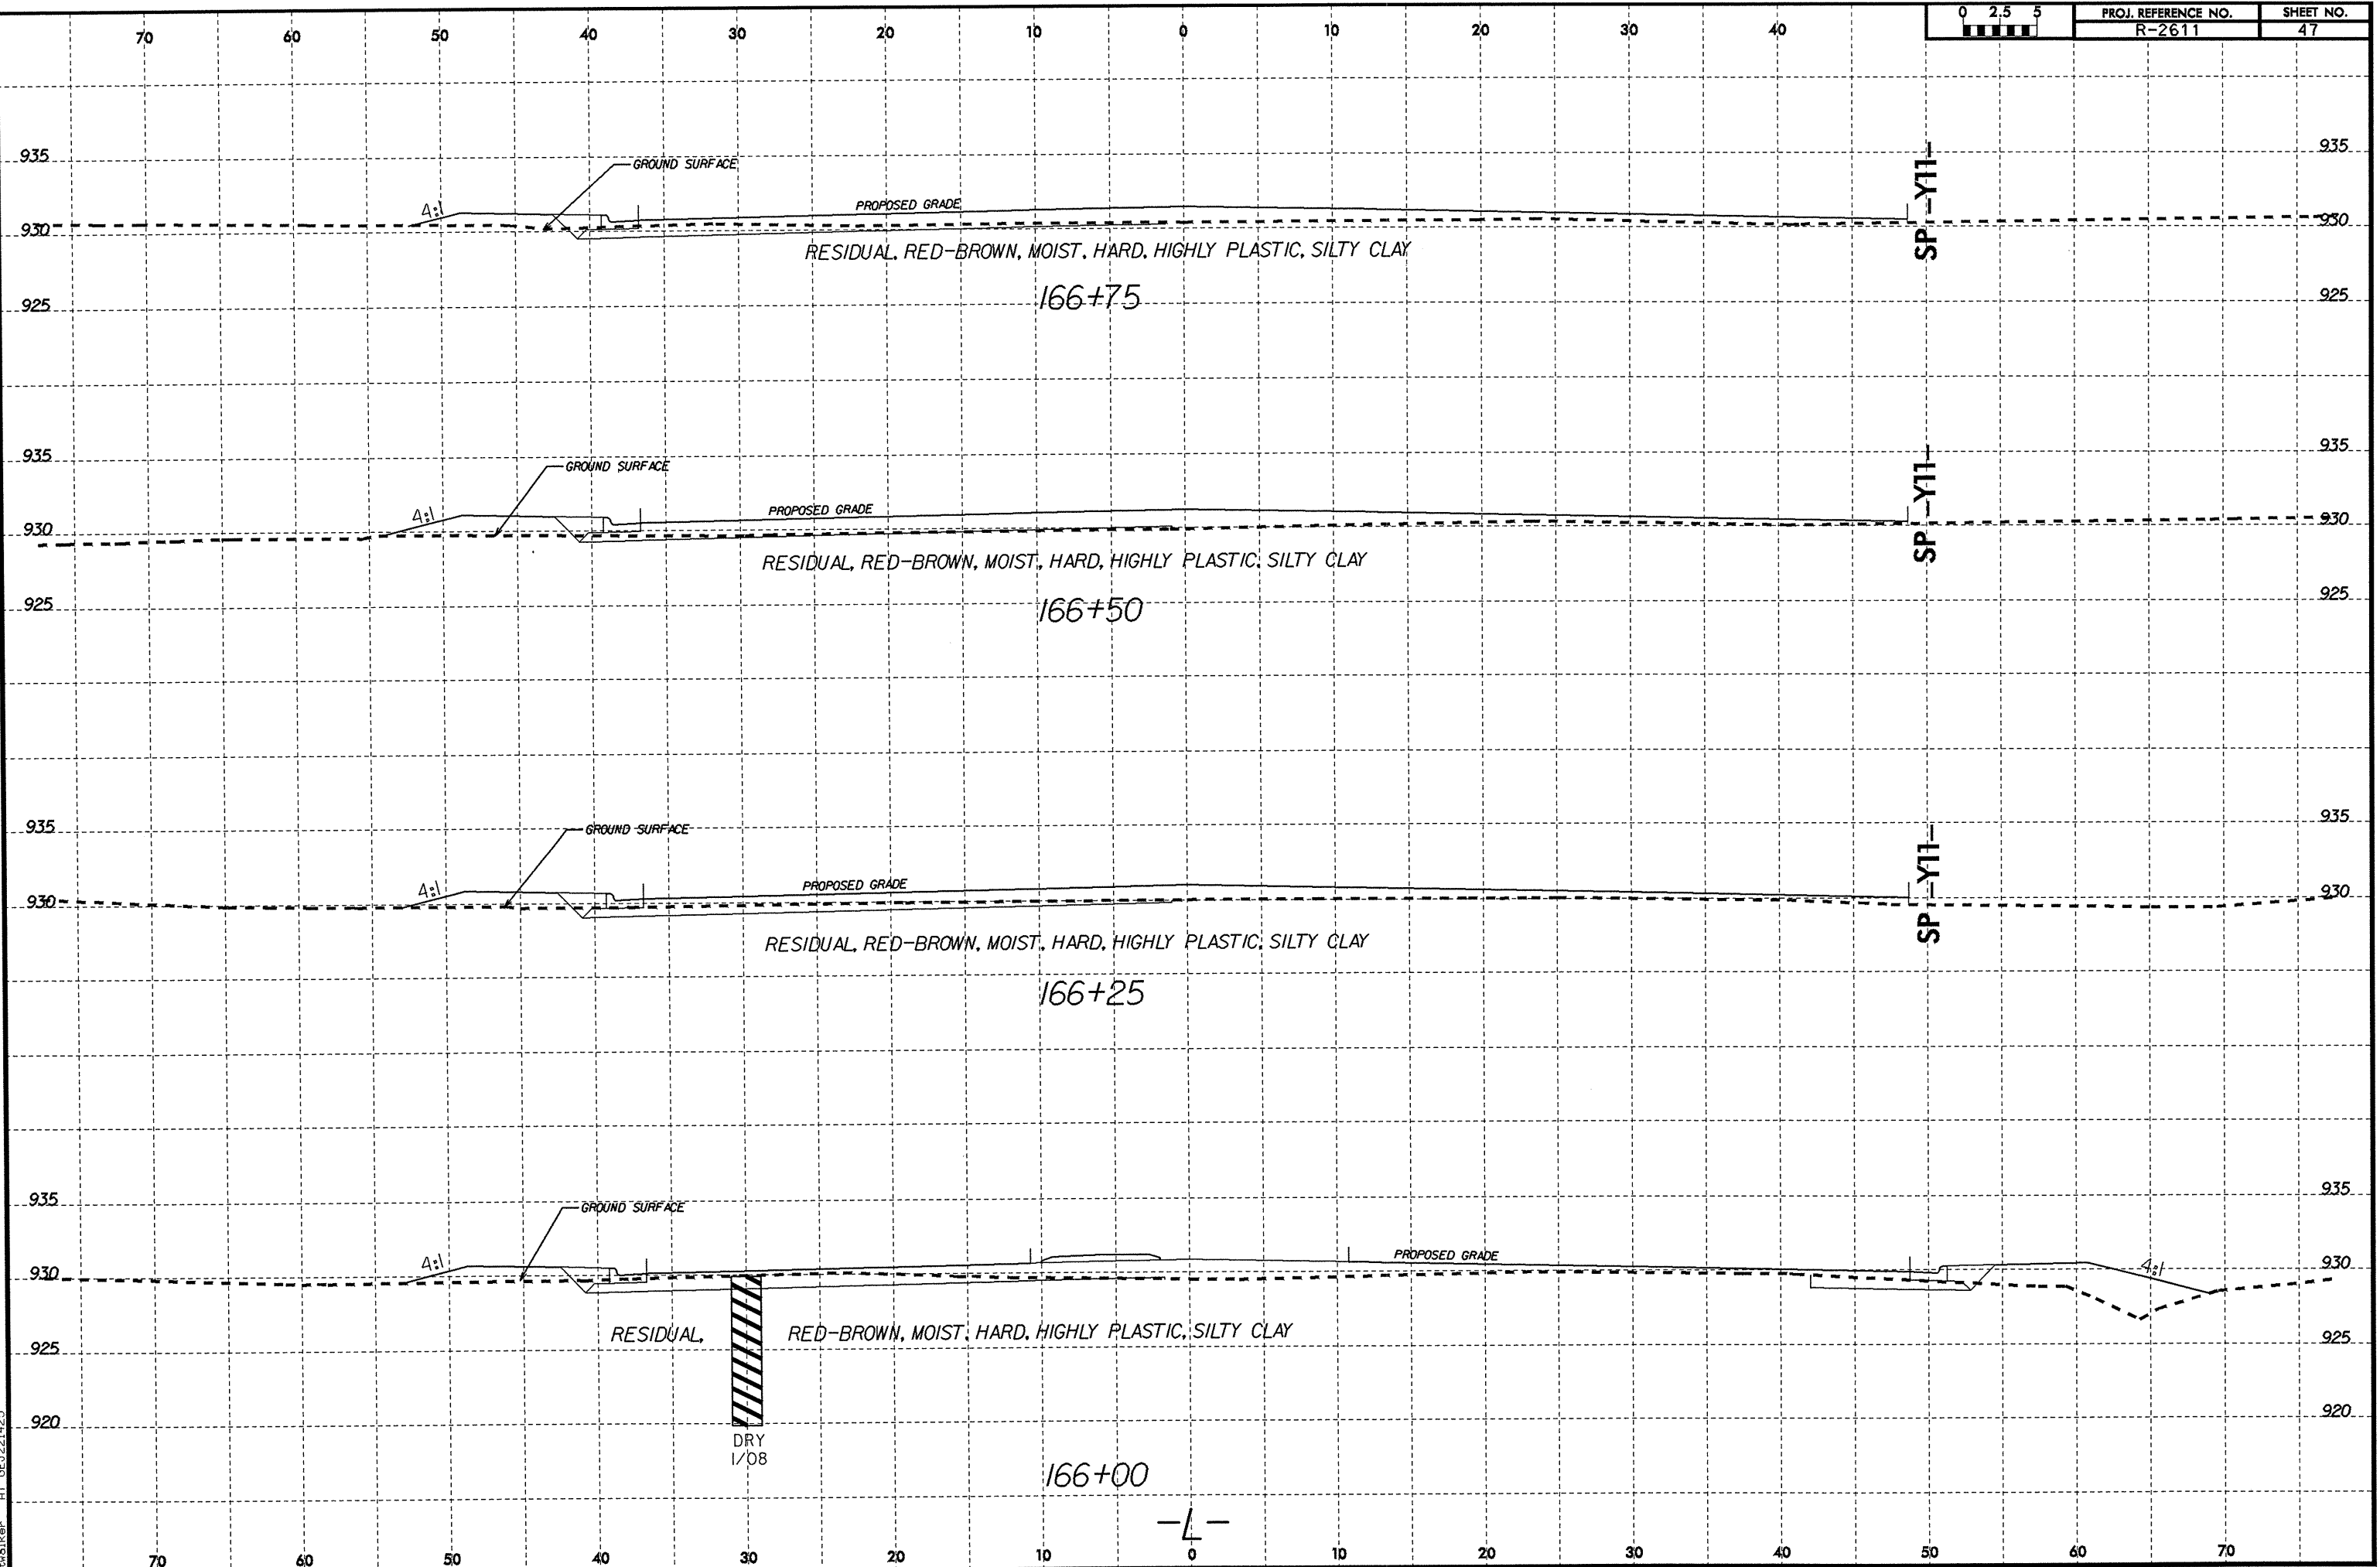 0 2.5 5 PROJ. REFERENCE NO. SHEET NO.
R-2611 47
70 60 50 40 30 20 10 0 10 20 30 40
935 935
GROUND SURFACE
4:1 PROPOSED GRADE SP -Y11-
930 930
RESIDUAL, RED-BROWN, MOIST, HARD, HIGHLY PLASTIC, SILTY CLAY
166+75
925 925
935 935
GROUND SURFACE
4:1 PROPOSED GRADE SP -Y11-
930 930
RESIDUAL, RED-BROWN, MOIST, HARD, HIGHLY PLASTIC, SILTY CLAY
925 925
166+50
935 935
GROUND SURFACE
4:1 PROPOSED GRADE SP -Y11-
930 930
RESIDUAL, RED-BROWN, MOIST, HARD, HIGHLY PLASTIC, SILTY CLAY
166+25
935 935
GROUND SURFACE
4:1 PROPOSED GRADE 4:1
930 930
RESIDUAL, RED-BROWN, MOIST, HARD, HIGHLY PLASTIC, SILTY CLAY
925 925
920 920
DRY
1/08
166+00
-L-
70 60 50 40 30 20 10 0 10 20 30 40 50 60 70